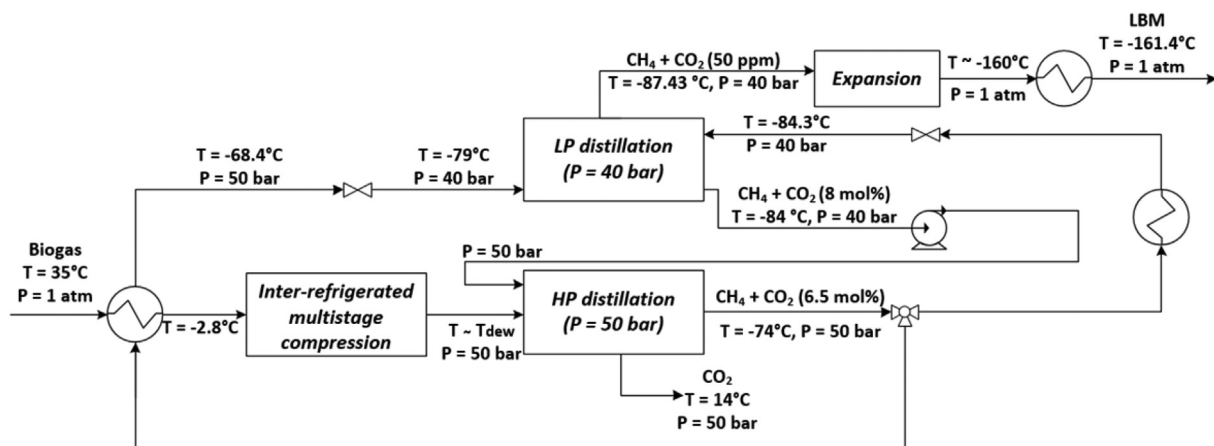 LBM
T = -161.4°C
P = 1 atm
CH4 + CO2 (50 ppm)
T = -87.43 °C, P = 40 bar
Expansion
T ~ -160°C
P = 1 atm
T = -84.3°C
P = 40 bar
LP distillation
(P = 40 bar)
T = -68.4°C
P = 50 bar
T = -79°C
P = 40 bar
CH4 + CO2 (8 mol%)
T = -84 °C, P = 40 bar
P = 50 bar
Biogas
T = 35°C
P = 1 atm
T = -2.8°C
Inter-refrigerated
multistage
compression
T ~ Tdew
P = 50 bar
HP distillation
(P = 50 bar)
CH4 + CO2 (6.5 mol%)
T = -74°C, P = 50 bar
CO2
T = 14°C
P = 50 bar